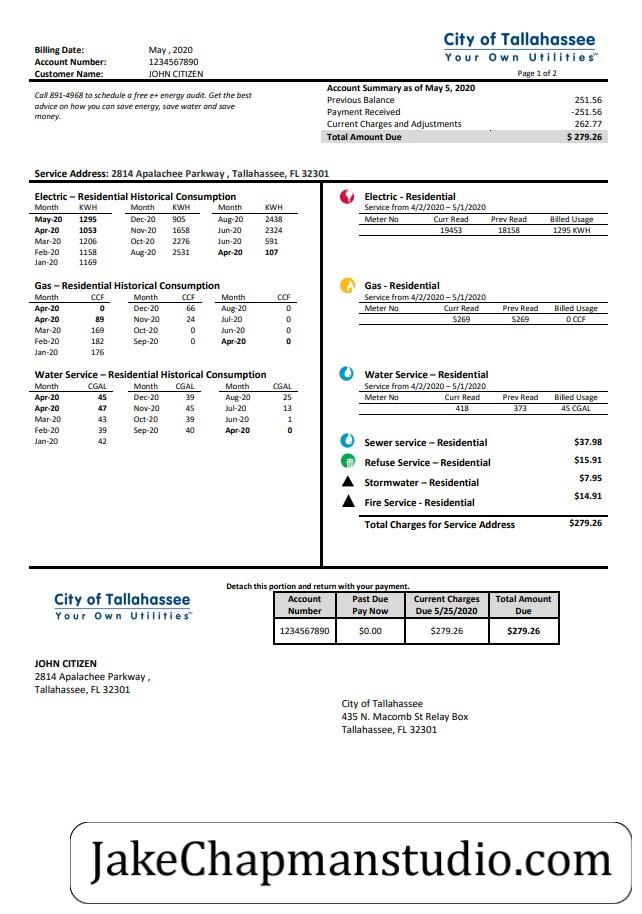 City of Tallahassee
Your Own Utilities℠
Billing Date: May , 2020
Account Number: 1234567890
Customer Name: JOHN CITIZEN
Page 1 of 2
Call 891-4968 to schedule a free e+ energy audit. Get the best
advice on how you can save energy, save water and save
money.
Account Summary as of May 5, 2020
Previous Balance 251.56
Payment Received -251.56
Current Charges and Adjustments 262.77
Total Amount Due $ 279.26
Service Address: 2814 Apalachee Parkway , Tallahassee, FL 32301
Electric – Residential Historical Consumption
Month KWH Month KWH Month KWH
May-20 1295 Dec-20 905 Aug-20 2438
Apr-20 1053 Nov-20 1658 Jun-20 2324
Mar-20 1206 Oct-20 2276 Jun-20 591
Feb-20 1158 Aug-20 2531 Apr-20 107
Jan-20 1169
Gas – Residential Historical Consumption
Month CCF Month CCF Month CCF
Apr-20 0 Dec-20 66 Aug-20 0
Apr-20 89 Nov-20 24 Jul-20 0
Mar-20 169 Oct-20 0 Jun-20 0
Feb-20 182 Sep-20 0 Apr-20 0
Jan-20 176
Water Service – Residential Historical Consumption
Month CGAL Month CGAL Month CGAL
Apr-20 45 Dec-20 39 Aug-20 25
Apr-20 47 Nov-20 45 Jul-20 13
Mar-20 43 Oct-20 39 Jun-20 1
Feb-20 39 Sep-20 40 Apr-20 0
Jan-20 42
Electric - Residential
Service from 4/2/2020 – 5/1/2020
Meter No Curr Read Prev Read Billed Usage
19453 18158 1295 KWH
Gas - Residential
Service from 4/2/2020 – 5/1/2020
Meter No Curr Read Prev Read Billed Usage
5269 5269 0 CCF
Water Service – Residential
Service from 4/2/2020 – 5/1/2020
Meter No Curr Read Prev Read Billed Usage
418 373 45 CGAL
Sewer service – Residential $37.98
Refuse Service – Residential $15.91
Stormwater – Residential $7.95
Fire Service - Residential $14.91
Total Charges for Service Address $279.26
Detach this portion and return with your payment.
City of Tallahassee
Your Own Utilities℠
Account Past Due Current Charges Total Amount
Number Pay Now Due 5/25/2020 Due
1234567890 $0.00 $279.26 $279.26
JOHN CITIZEN
2814 Apalachee Parkway ,
Tallahassee, FL 32301
City of Tallahassee
435 N. Macomb St Relay Box
Tallahassee, FL 32301
JakeChapmanstudio.com